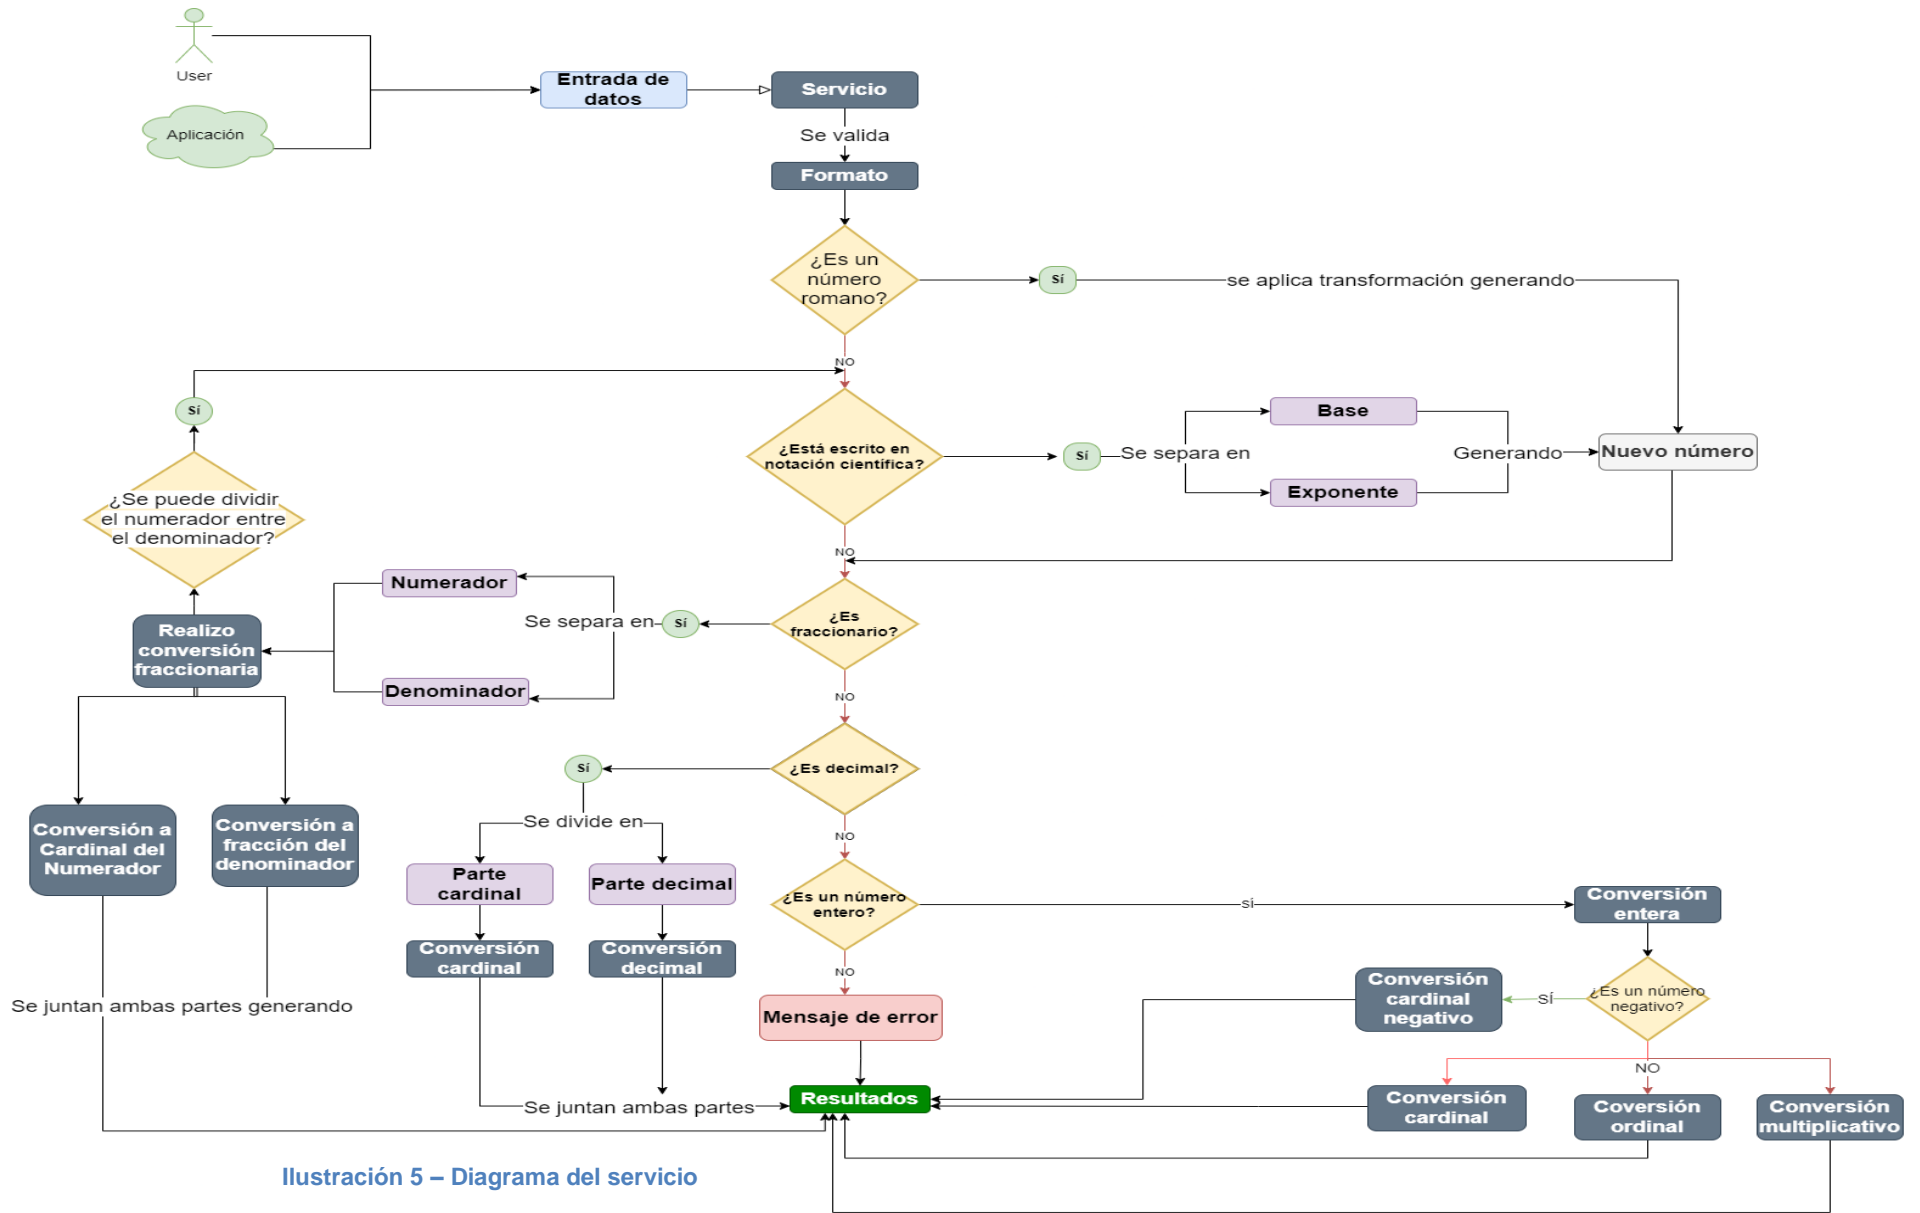 User
Aplicación
Entrada de
datos
Servicio
Se valida
Formato
¿Es un
número
romano?
Sí
se aplica transformación generando
NO
Sí
¿Está escrito en
notación científica?
Sí
Se separa en
Base
Exponente
Generando
Nuevo número
¿Se puede dividir
el numerador entre
el denominador?
NO
¿Es
fraccionario?
Sí
Se separa en
Numerador
Denominador
Realizo
conversión
fraccionaria
NO
¿Es decimal?
Sí
Se divide en
Parte
cardinal
Parte decimal
Conversión
cardinal
Conversión
decimal
Conversión a
Cardinal del
Numerador
Conversión a
fracción del
denominador
Se juntan ambas partes generando
NO
¿Es un número
entero?
sí
Conversión
entera
¿Es un número
negativo?
SÍ
Conversión
cardinal
negativo
NO
Mensaje de error
NO
Conversión
cardinal
Coversión
ordinal
Conversión
multiplicativo
Se juntan ambas partes
Resultados
Ilustración 5 – Diagrama del servicio